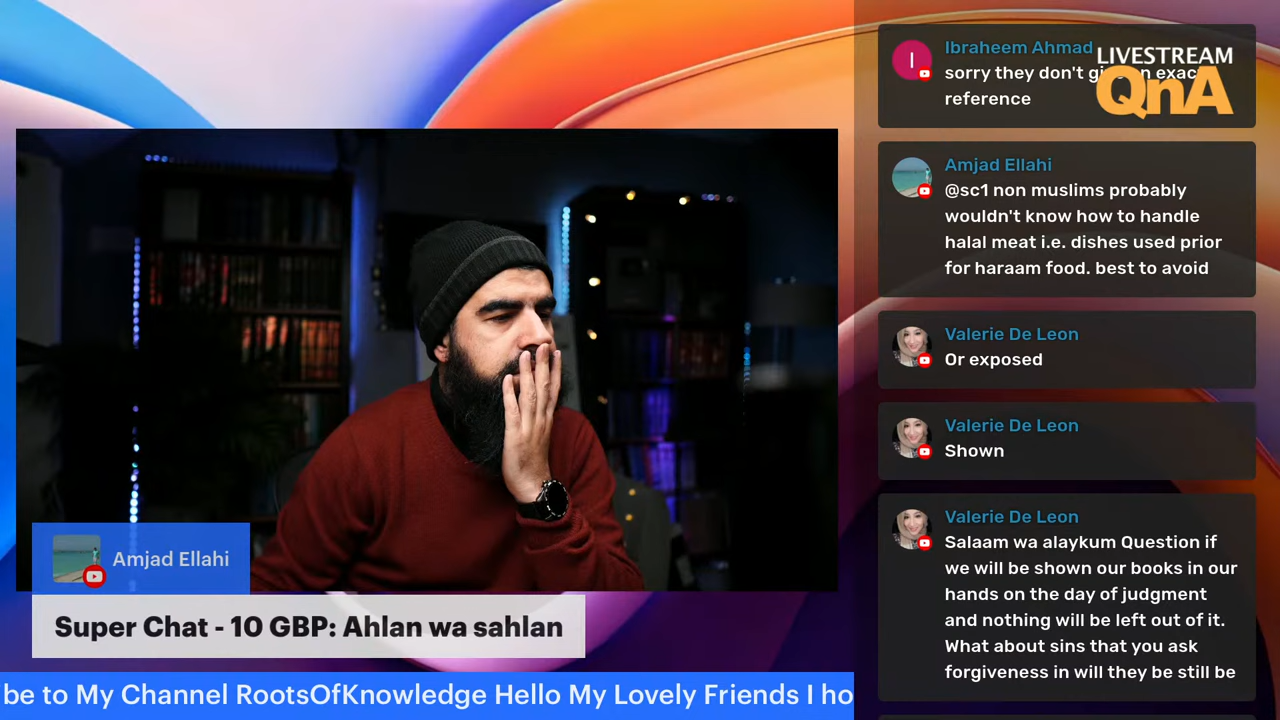 LIVESTREAM
QnA
Ibraheem Ahmad
sorry they don't
reference
Amjad Ellahi
@sc1 non muslims probably
wouldn't know how to handle
halal meat i.e. dishes used prior
for haraam food. best to avoid
Valerie De Leon
Or exposed
Valerie De Leon
Shown
Valerie De Leon
Salaam wa alaykum Question if
we will be shown our books in our
hands on the day of judgment
and nothing will be left out of it.
What about sins that you ask
forgiveness in will they be still be
I
Amjad Ellahi
Super Chat - 10 GBP: Ahlan wa sahlan
be to My Channel RootsOfKnowledge Hello My Lovely Friends I ho